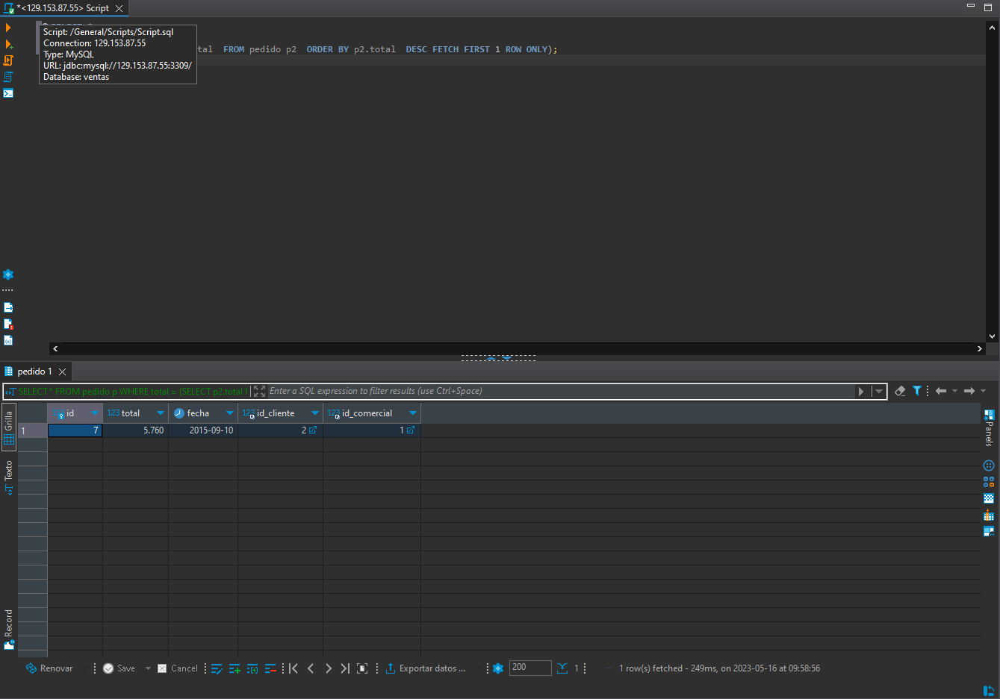 *<129.153.87.55> Script
Script: /General/Scripts/Script.sql
Connection: 129.153.87.55
Type: MySQL
URL: jdbc:mysql://129.153.87.55:3309/
Database: ventas
tal FROM pedido p2 ORDER BY p2.total DESC FETCH FIRST 1 ROW ONLY);
pedido 1
SELECT * FROM pedido p WHERE total = (SELECT p2.total
Enter a SQL expression to filter results (use Ctrl+Space)
Grilla
Texto
Record
Panels
123 id 123 total fecha 123 id_cliente 123 id_comercial
1 7 5.760 2015-09-10 2 1
Renovar Save Cancel Exportar datos ... 200 1 1 row(s) fetched - 249ms, on 2023-05-16 at 09:58:56